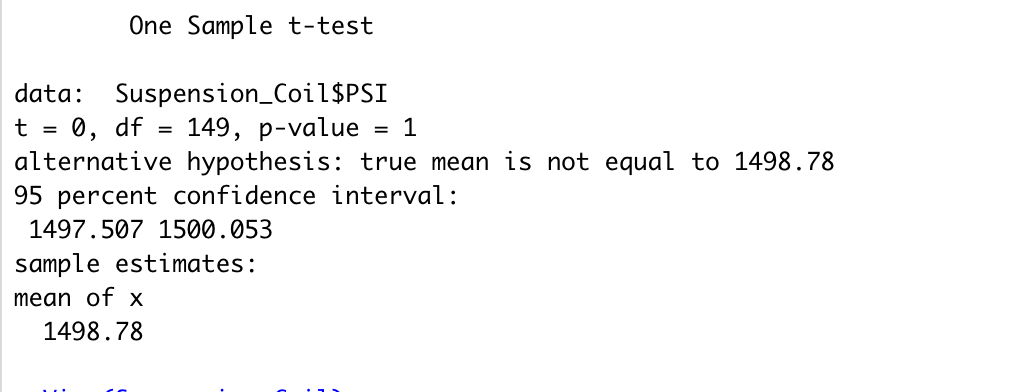 One Sample t-test
data:  Suspension_Coil$PSI
t = 0, df = 149, p-value = 1
alternative hypothesis: true mean is not equal to 1498.78
95 percent confidence interval:
1497.507 1500.053
sample estimates:
mean of x
1498.78